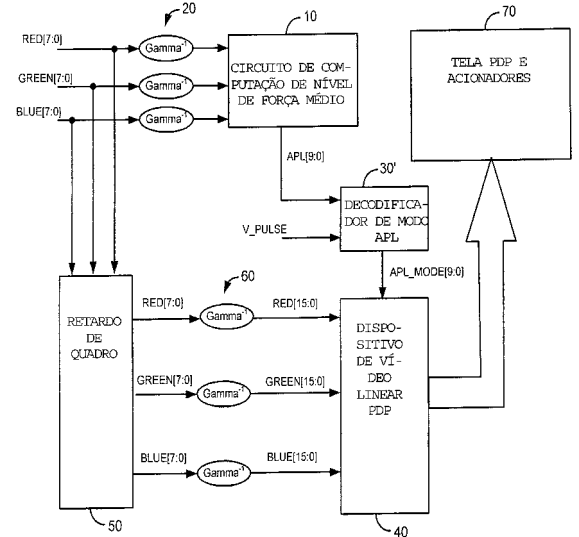 20
10
70
RED[7:0]
Gamma⁻¹
GREEN[7:0]
Gamma⁻¹
BLUE[7:0]
Gamma⁻¹
CIRCUITO DE COM-
PUTAÇÃO DE NÍVEL
DE FORÇA MÉDIO
TELA PDP E
ACIONADORES
APL[9:0]
30'
DECODIFICA-
DOR DE MODO
APL
V_PULSE
APL_MODE[9:0]
60
RETARDO
DE
QUADRO
RED[7:0]
Gamma⁻¹
RED[15:0]
GREEN[7:0]
Gamma⁻¹
GREEN[15:0]
BLUE[7:0]
Gamma⁻¹
BLUE[15:0]
DISPO-
SITIVO
DE VÍ-
DEO
LINEAR
PDP
50
40